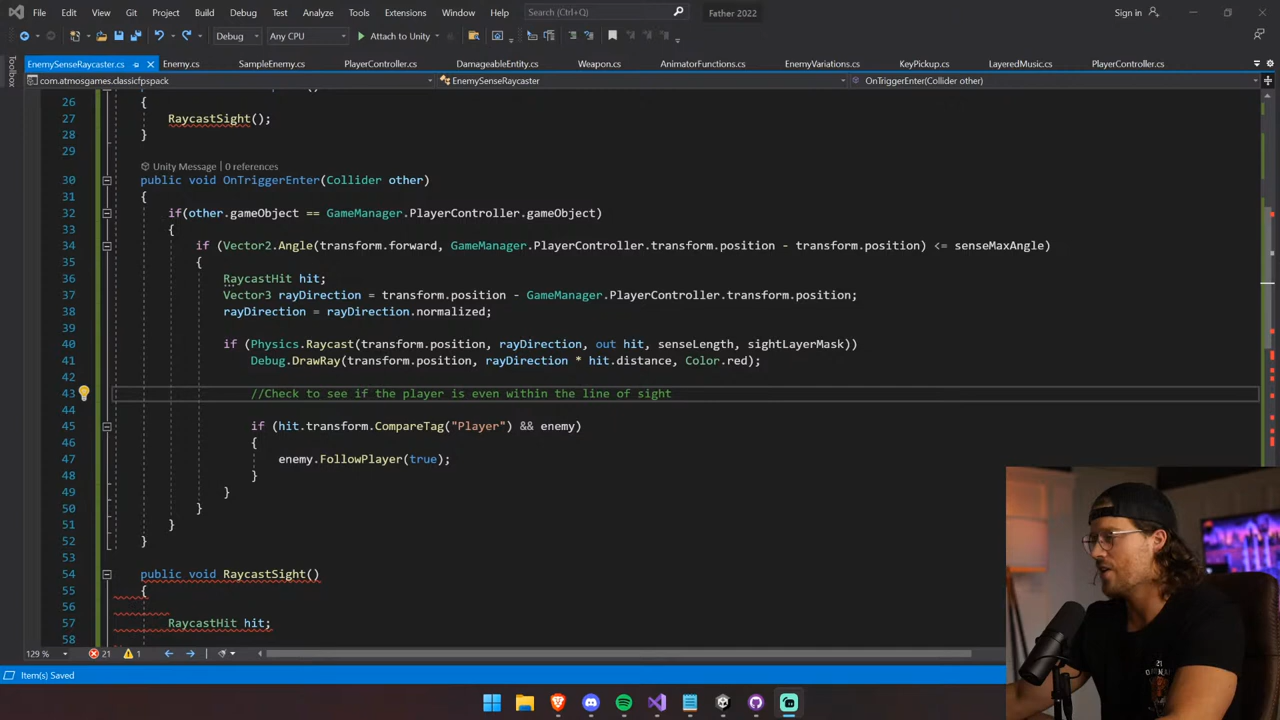 File Edit View Git Project Build Debug Test Analyze Tools Extensions Window Help Search (Ctrl+Q) Father 2022 Sign in
Debug Any CPU Attach to Unity
Toolbox
EnemySenseRaycaster.cs Enemy.cs SampleEnemy.cs PlayerController.cs DamageableEntity.cs Weapon.cs AnimatorFunctions.cs EnemyVariations.cs KeyPickup.cs LayeredMusic.cs PlayerController.cs
com.atmosgames.classicfpspack EnemySenseRaycaster OnTriggerEnter(Collider other)
26 {
27 RaycastSight();
28 }
29
Unity Message | 0 references
30 public void OnTriggerEnter(Collider other)
31 {
32 if(other.gameObject == GameManager.PlayerController.gameObject)
33 {
34 if (Vector2.Angle(transform.forward, GameManager.PlayerController.transform.position - transform.position) <= senseMaxAngle)
35 {
36 RaycastHit hit;
37 Vector3 rayDirection = transform.position - GameManager.PlayerController.transform.position;
38 rayDirection = rayDirection.normalized;
39
40 if (Physics.Raycast(transform.position, rayDirection, out hit, senseLength, sightLayerMask))
41 Debug.DrawRay(transform.position, rayDirection * hit.distance, Color.red);
42
43 //Check to see if the player is even within the line of sight
44
45 if (hit.transform.CompareTag("Player") && enemy)
46 {
47 enemy.FollowPlayer(true);
48 }
49 }
50 }
51 }
52 }
53
54 public void RaycastSight()
55 {
56
57 RaycastHit hit;
58
129 % 21 1
Item(s) Saved